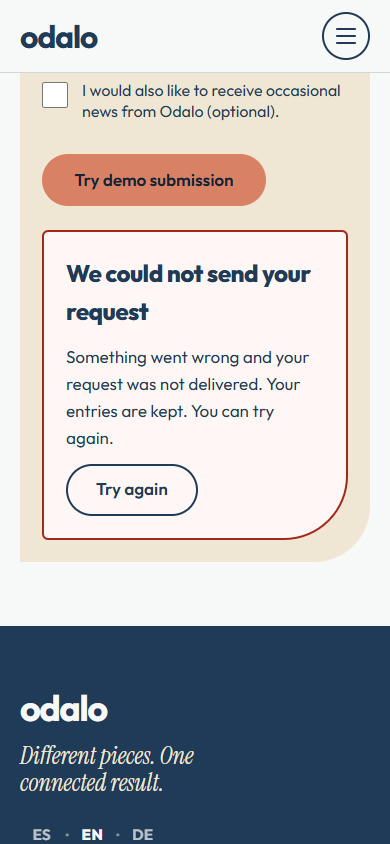 odalo
I would also like to receive occasional
news from Odalo (optional).
Try demo submission
We could not send your
request
Something went wrong and your
request was not delivered. Your
entries are kept. You can try
again.
Try again
odalo
Different pieces. One
connected result.
ES • EN • DE